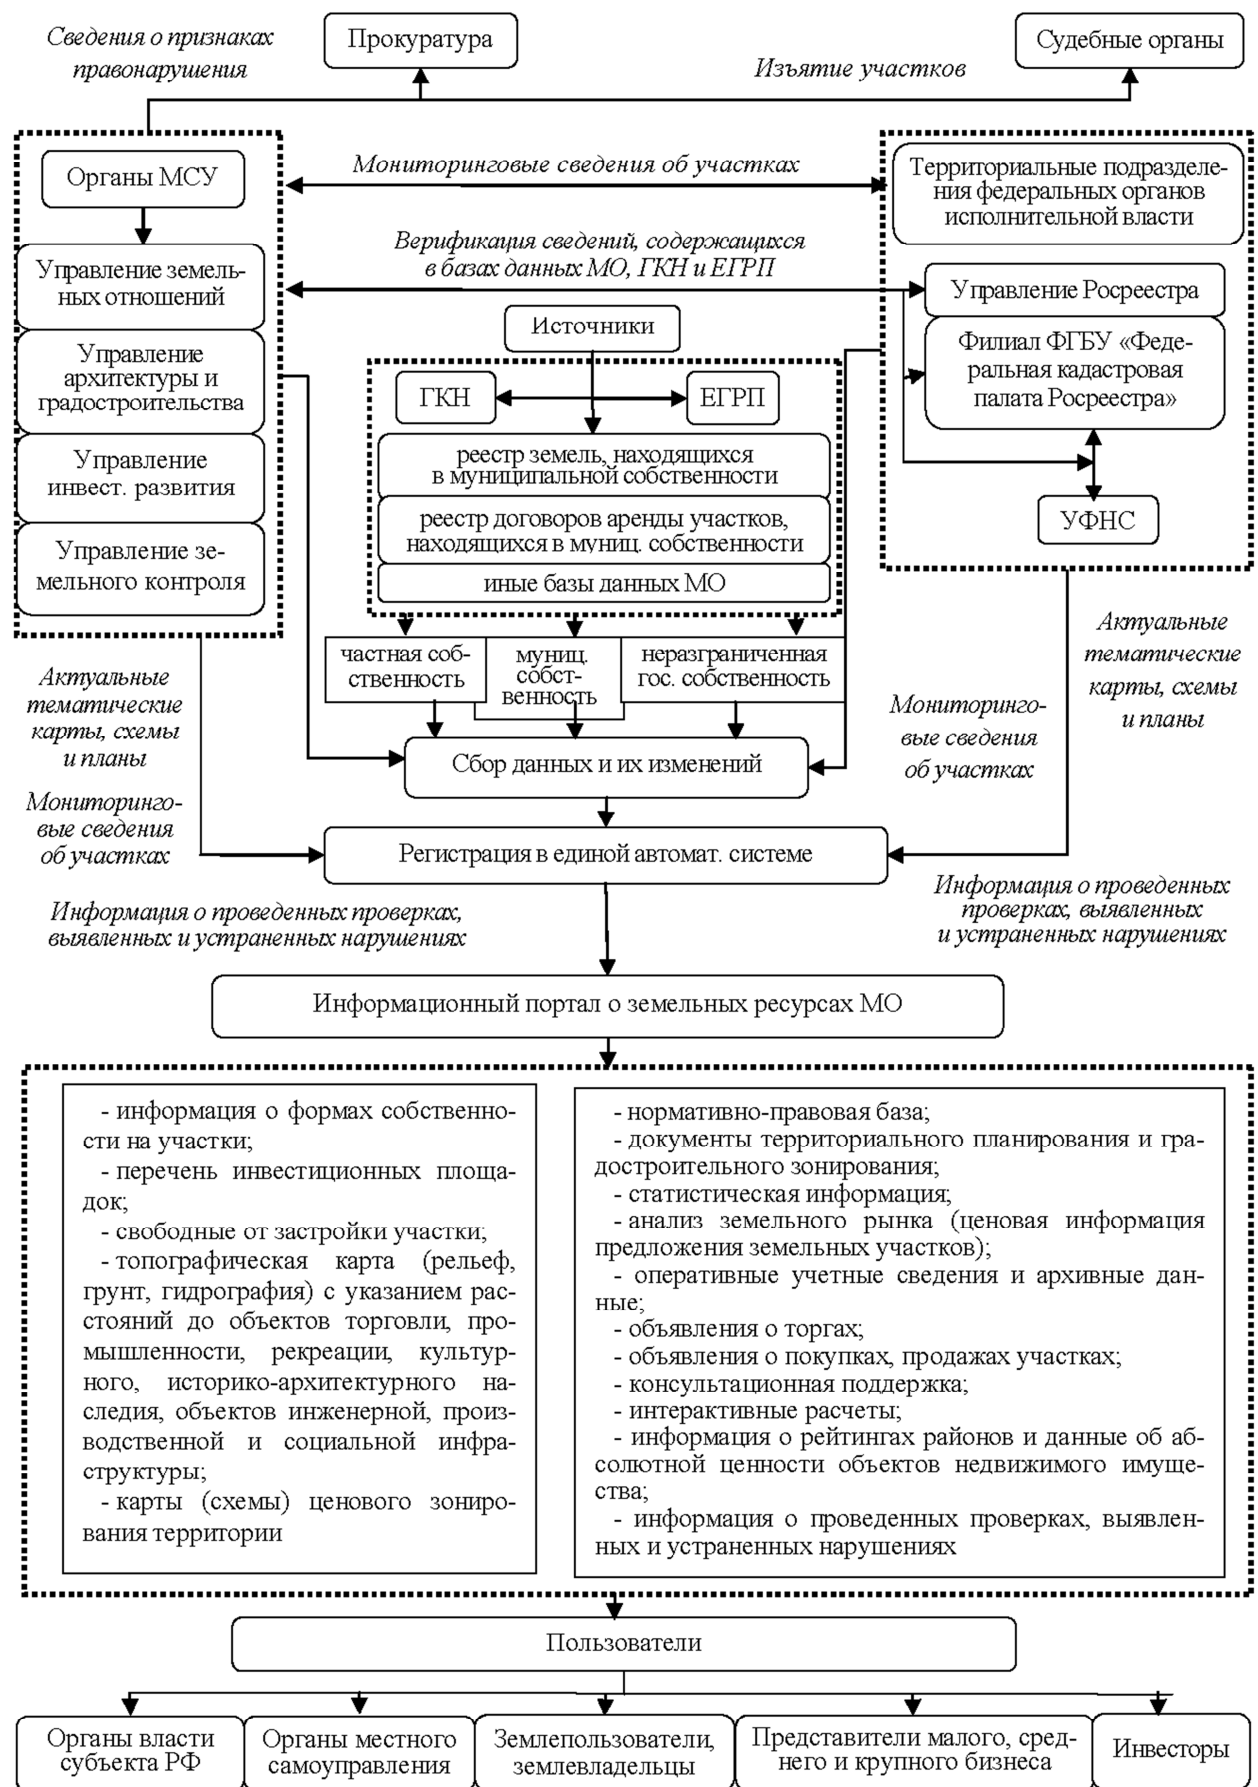 Сведения о признаках
правонарушения
Прокуратура
Изъятие участков
Судебные органы
Органы МСУ
Управление земель-
ных отношений
Управление
архитектуры и
градостроительства
Управление
инвест. развития
Управление зе-
мельного контроля
Мониторинговые сведения об участках
Верификация сведений, содержащихся
в базах данных МО, ГКН и ЕГРП
Территориальные подразделе-
ния федеральных органов
исполнительной власти
Управление Росреестра
Филиал ФГБУ «Феде-
ральная кадастровая
палата Росреестра»
УФНС
Источники
ГКН
ЕГРП
реестр земель, находящихся
в муниципальной собственности
реестр договоров аренды участков,
находящихся в муниц. собственности
иные базы данных МО
частная соб-
ственность
муниц.
собст-
венность
неразграниченная
гос. собственность
Актуальные
тематические
карты, схемы
и планы
Мониторинго-
вые сведения
об участках
Мониторинго-
вые сведения
об участках
Актуальные
тематические
карты, схемы
и планы
Сбор данных и их изменений
Регистрация в единой автомат. системе
Информация о проведенных проверках,
выявленных и устраненных нарушениях
Информация о проведенных
проверках, выявленных
и устраненных нарушениях
Информационный портал о земельных ресурсах МО
- информация о формах собственно-
сти на участки;
- перечень инвестиционных площа-
док;
- свободные от застройки участки;
- топографическая карта (рельеф,
грунт, гидрография) с указанием рас-
стояний до объектов торговли, про-
мышленности, рекреации, культур-
ного, историко-архитектурного на-
следия, объектов инженерной, произ-
водственной и социальной инфра-
структуры;
- карты (схемы) ценового зониро-
вания территории
- нормативно-правовая база;
- документы территориального планирования и гра-
достроительного зонирования;
- статистическая информация;
- анализ земельного рынка (ценовая информация
предложения земельных участков);
- оперативные учетные сведения и архивные дан-
ные;
- объявления о торгах;
- объявления о покупках, продажах участках;
- консультационная поддержка;
- интерактивные расчеты;
- информация о рейтингах районов и данные об аб-
солютной ценности объектов недвижимого имуще-
ства;
- информация о проведенных проверках, выявлен-
ных и устраненных нарушениях
Пользователи
Органы власти
субъекта РФ
Органы местного
самоуправления
Землепользователи,
землевладельцы
Представители малого, сред-
него и крупного бизнеса
Инвесторы